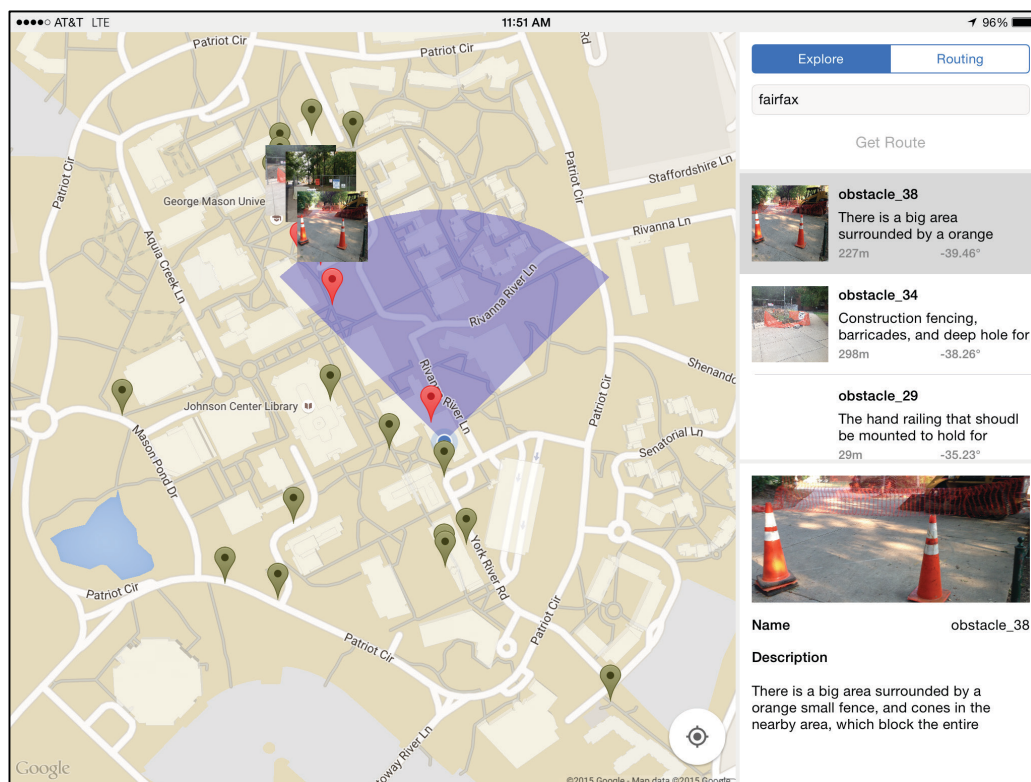 AT&T LTE
11:51 AM
96%
Patriot Cir
Patriot Cir
Rd
Patriot Cir
Patriot Cir
Staffordshire Ln
George Mason Unive
Aquia Creek Ln
Rivanna Ln
Rivanna River Ln
Rivanna River Ln
Shenando
Patriot Cir
Johnson Center Library
Mason Pond Dr
Senatorial Ln
York River Rd
Patriot Cir
Patriot Cir
Patriot Cir
oway River Ln
Google
©2015 Google - Map data ©2015 Google
Explore
Routing
fairfax
Get Route
obstacle_38
There is a big area
surrounded by a orange
227m -39.46°
obstacle_34
Construction fencing,
barricades, and deep hole for
298m -38.26°
obstacle_29
The hand railing that shoudl
be mounted to hold for
29m -35.23°
Name obstacle_38
Description
There is a big area surrounded by a
orange small fence, and cones in the
nearby area, which block the entire